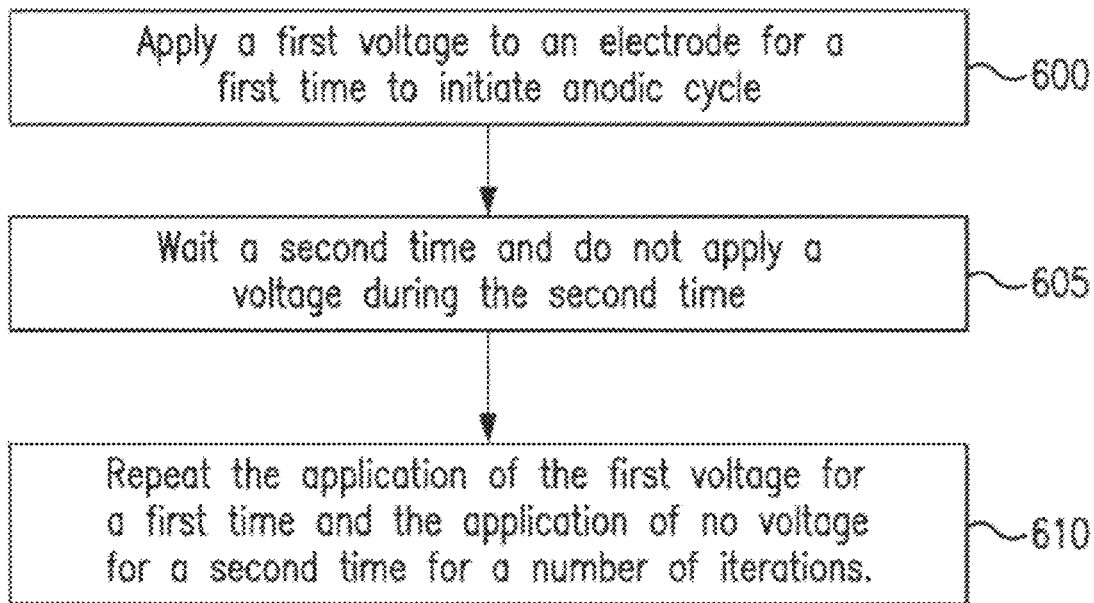 Apply a first voltage to an electrode for a
first time to initiate anodic cycle
600
Wait a second time and do not apply a
voltage during the second time
605
Repeat the application of the first voltage for
a first time and the application of no voltage
for a second time for a number of iterations.
610